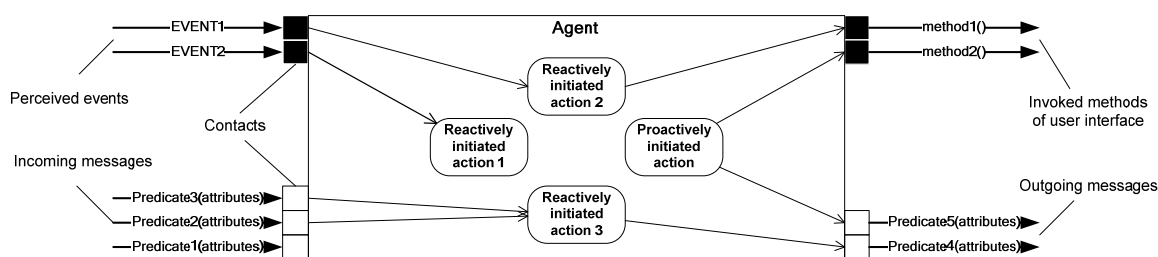 EVENT1
EVENT2
Perceived events
Contacts
Incoming messages
Predicate3(attributes)
Predicate2(attributes)
Predicate1(attributes)
Agent
Reactively
initiated
action 2
Reactively
initiated
action 1
Proactively
initiated
action
Reactively
initiated
action 3
method1()
method2()
Invoked methods
of user interface
Outgoing messages
Predicate5(attributes)
Predicate4(attributes)